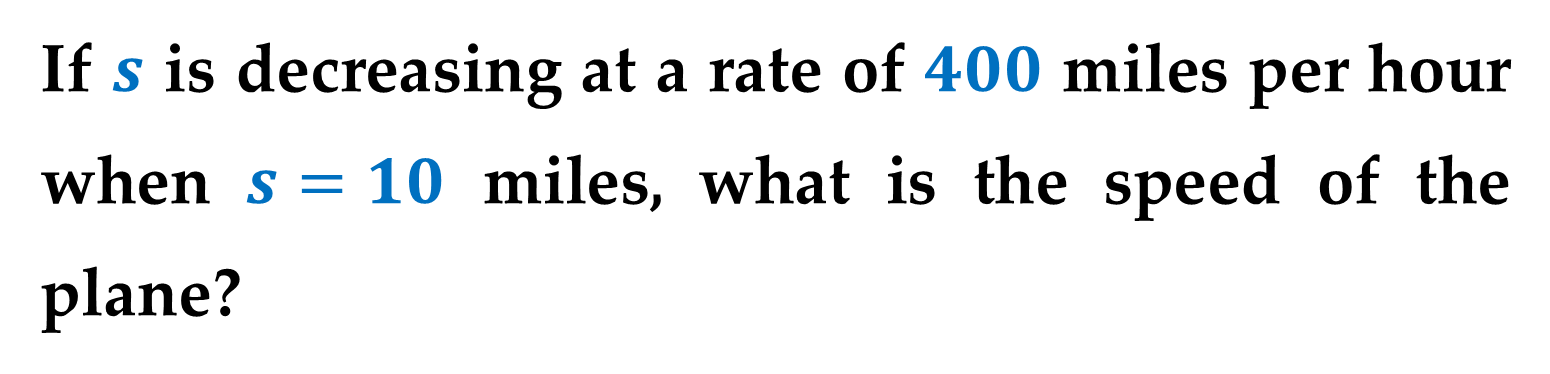 If s is decreasing at a rate of 400 miles per hour
when s = 10 miles, what is the speed of the
plane?